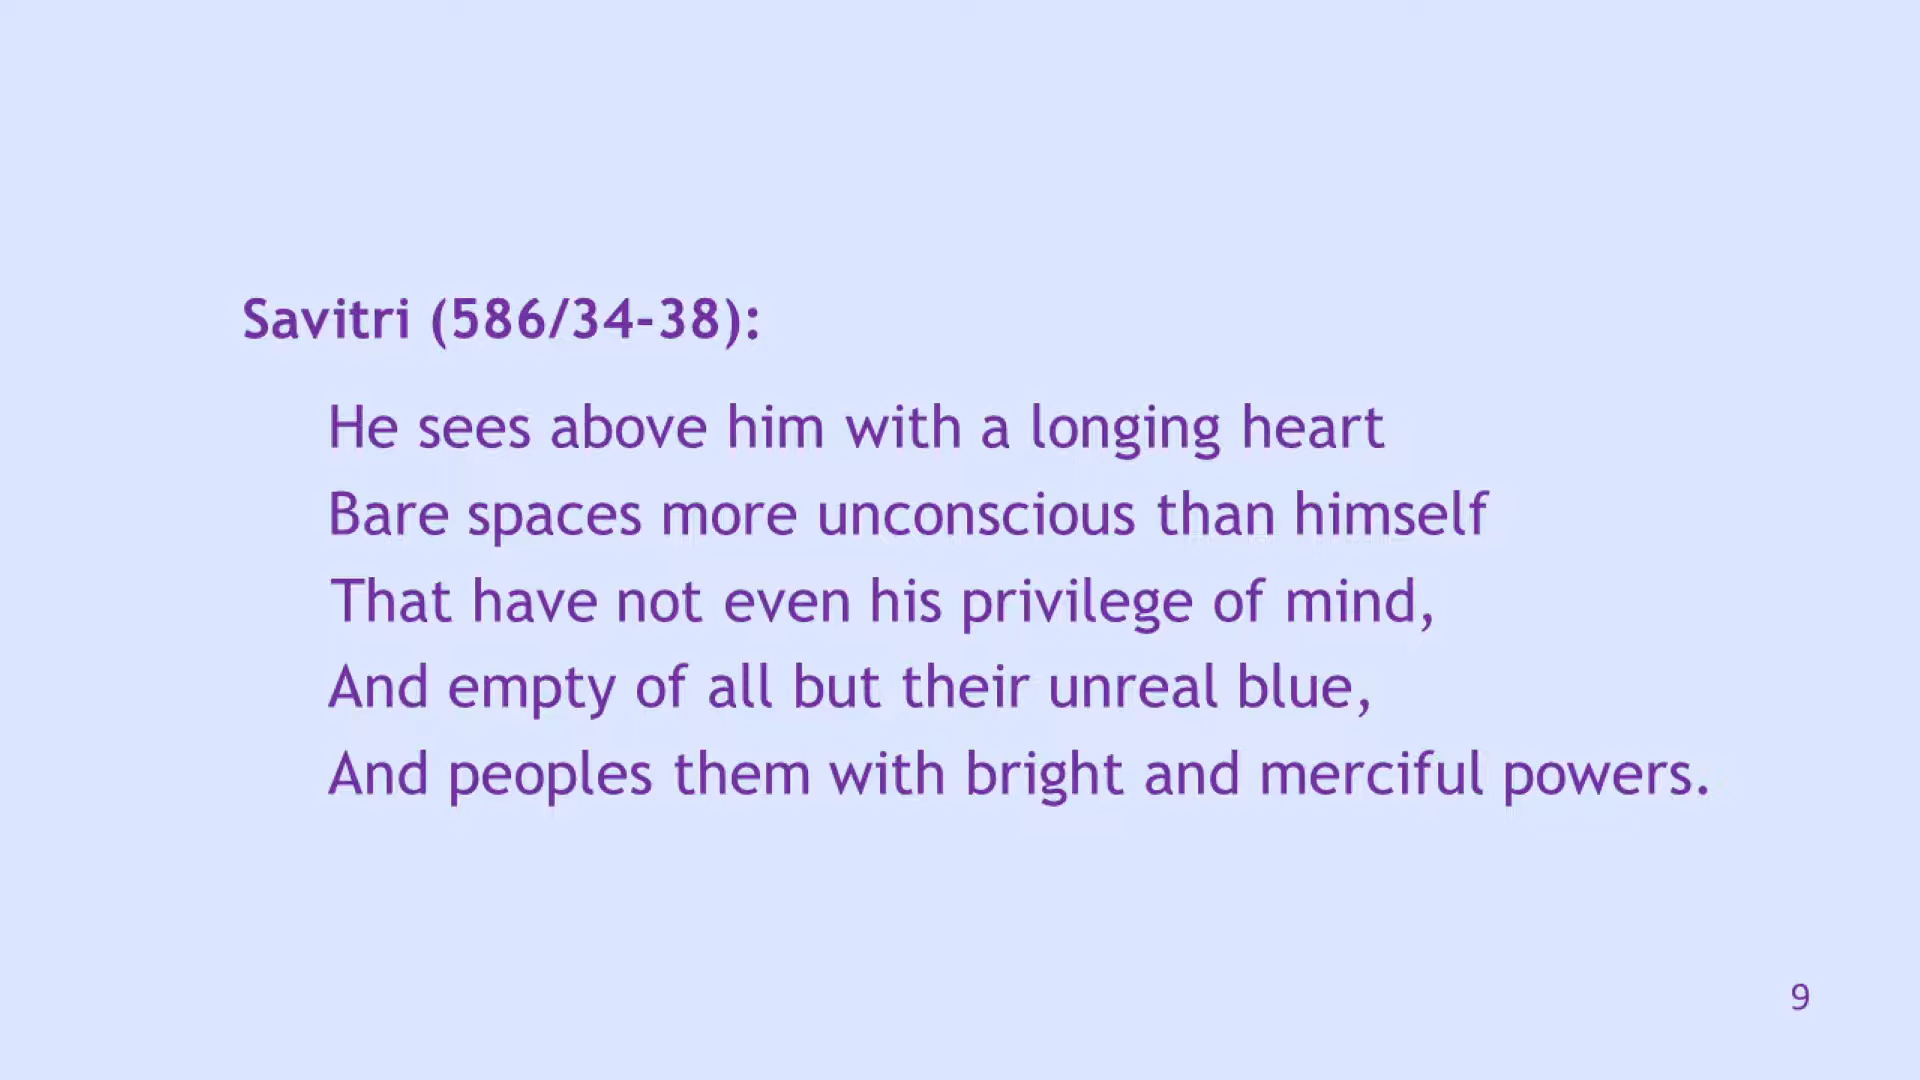 Savitri (586/34-38):
He sees above him with a longing heart
Bare spaces more unconscious than himself
That have not even his privilege of mind,
And empty of all but their unreal blue,
And peoples them with bright and merciful powers.
9